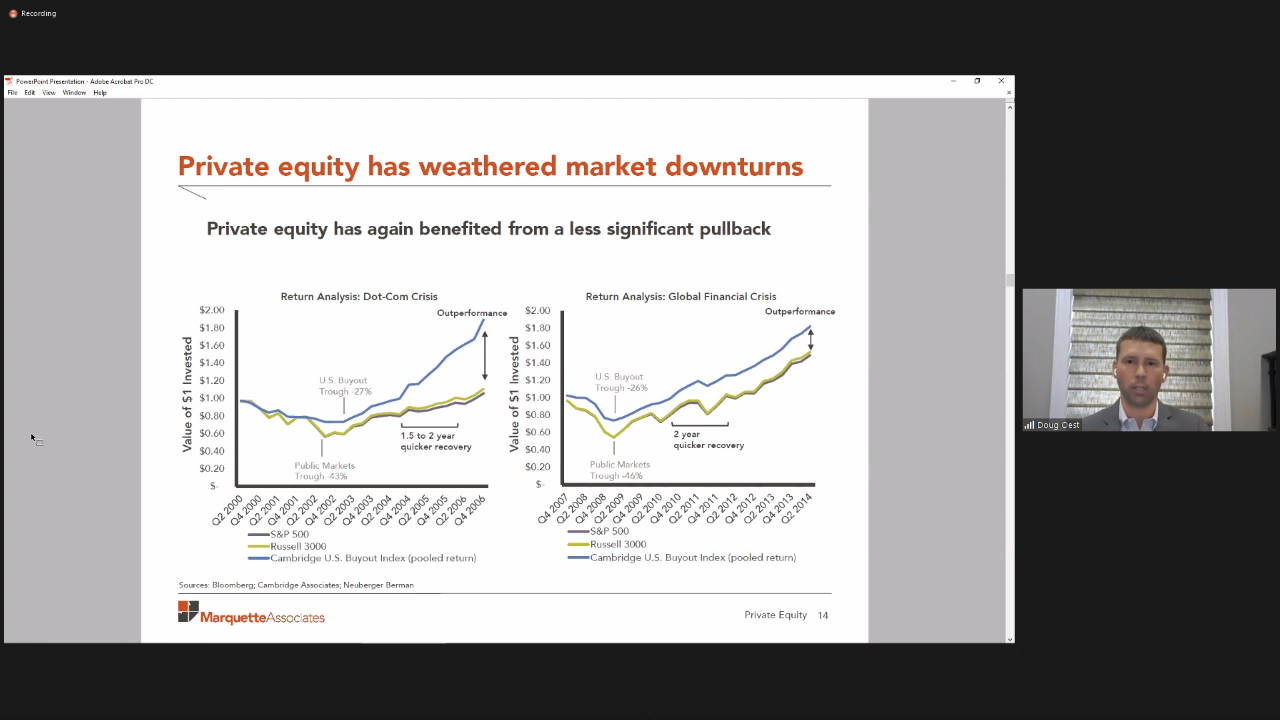 Recording
PowerPoint Presentation - Adobe Acrobat Pro DC
File Edit View Window Help
Private equity has weathered market downturns
Private equity has again benefited from a less significant pullback
Return Analysis: Dot-Com Crisis
Outperformance
Value of $1 Invested
$2.00
$1.80
$1.60
$1.40
$1.20
$1.00
$0.80
$0.60
$0.40
$0.20
$-
U.S. Buyout
Trough -27%
1.5 to 2 year
quicker recovery
Public Markets
Trough -43%
Q2 2000
Q4 2000
Q2 2001
Q4 2001
Q2 2002
Q4 2002
Q2 2003
Q4 2003
Q2 2004
Q4 2004
Q2 2005
Q4 2005
Q2 2006
Q4 2006
S&P 500
Russell 3000
Cambridge U.S. Buyout Index (pooled return)
Return Analysis: Global Financial Crisis
Outperformance
Value of $1 Invested
$2.00
$1.80
$1.60
$1.40
$1.20
$1.00
$0.80
$0.60
$0.40
$0.20
$-
U.S. Buyout
Trough -26%
2 year
quicker recovery
Public Markets
Trough -46%
Q4 2007
Q2 2008
Q4 2008
Q2 2009
Q4 2009
Q2 2010
Q4 2010
Q2 2011
Q4 2011
Q2 2012
Q4 2012
Q2 2013
Q4 2013
Q2 2014
S&P 500
Russell 3000
Cambridge U.S. Buyout Index (pooled return)
Sources: Bloomberg; Cambridge Associates; Neuberger Berman
MarquetteAssociates
Private Equity 14
Doug Oest